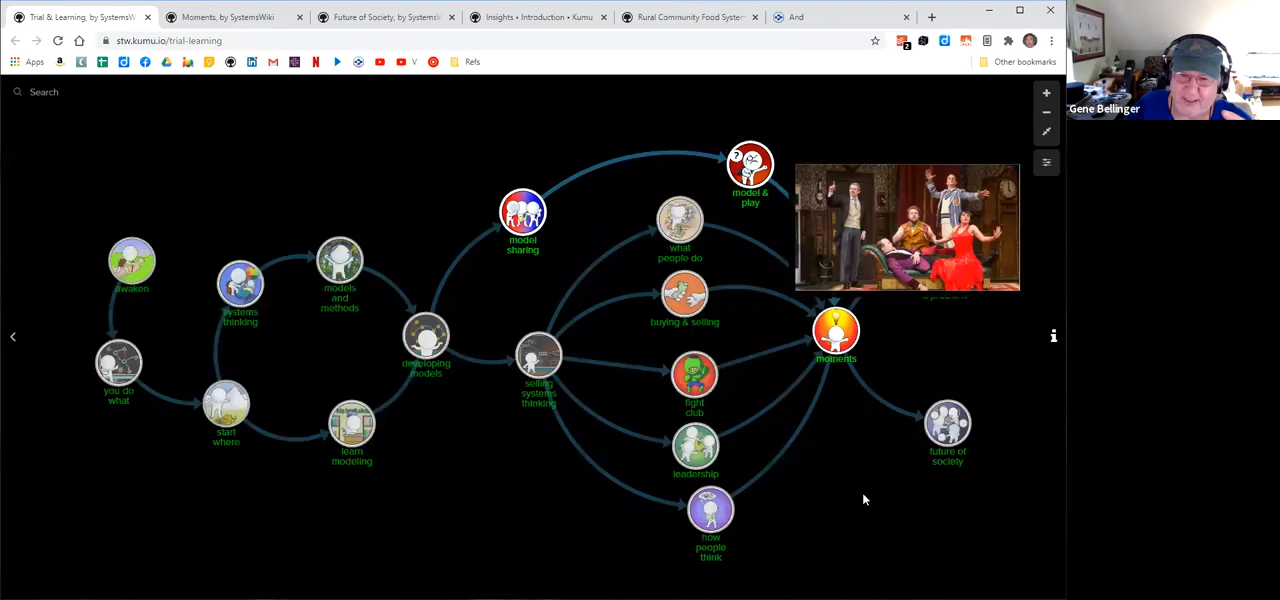 Trial & Learning, by SystemsW
Moments, by SystemsWiki
Future of Society, by SystemsW
Insights • Introduction • Kumu
Rural Community Food System
And
stw.kumu.io/trial-learning
2
Apps
V
Refs
Other bookmarks
Search
Gene Bellinger
?
model &
play
model
sharing
what
people do
awaken
systems
thinking
models
and
methods
buying & selling
a problem
developing
models
moments
you do
what
selling
systems
thinking
fight
club
start
where
learn
modeling
leadership
future of
society
how
people
think